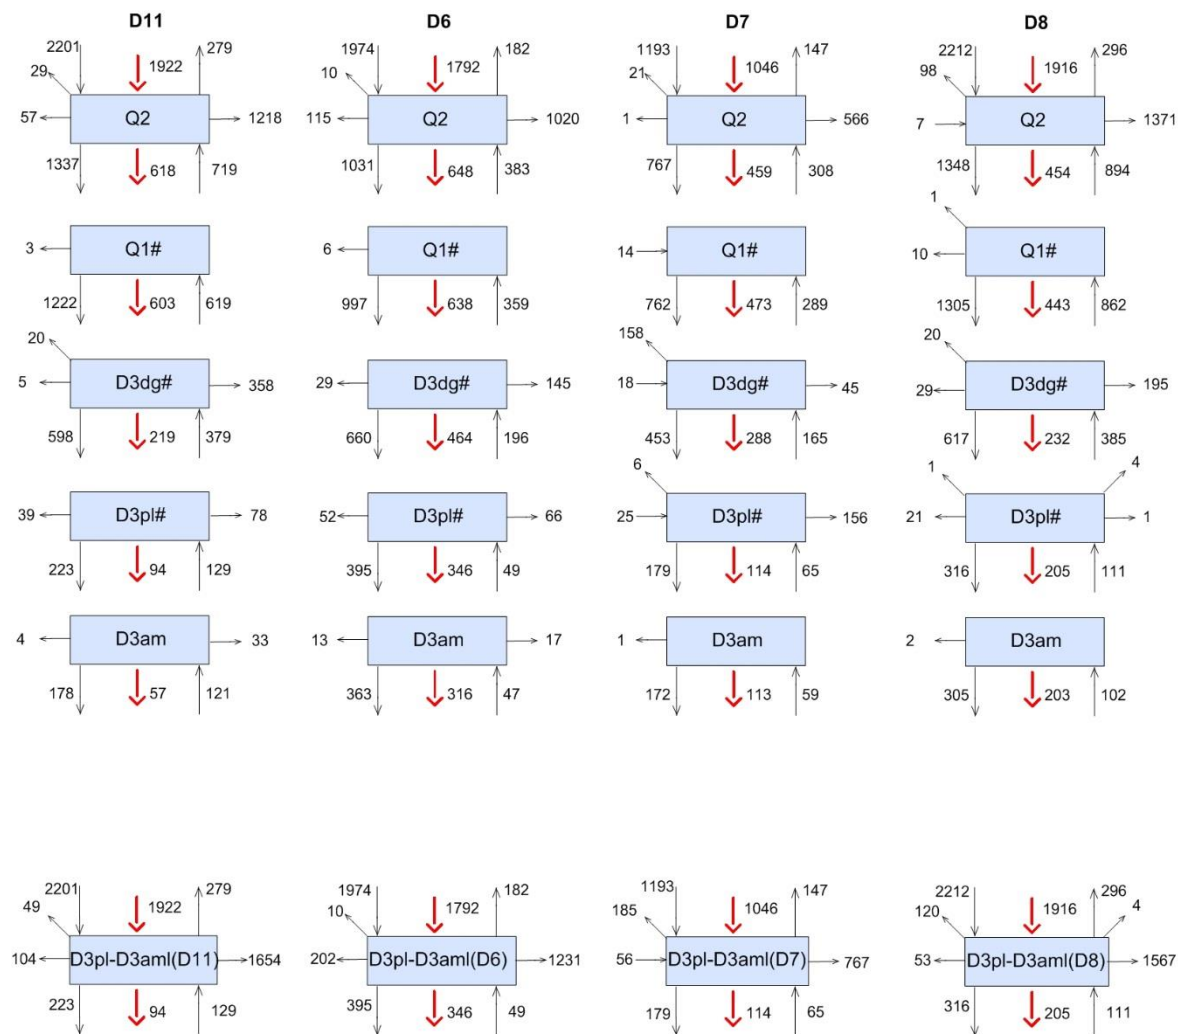 D11 D6 D7 D8
2201 279 1974 182 1193 147 2212 296
29 1922 10 1792 21 1046 98 1916
57 Q2 1218 115 Q2 1020 1 Q2 566 7 Q2 1371
1337 618 719 1031 648 383 767 459 308 1348 454 894
1
3 Q1# 6 Q1# 14 Q1# 10 Q1#
1222 603 619 997 638 359 762 473 289 1305 443 862
20 158 20
5 D3dg# 358 29 D3dg# 145 18 D3dg# 45 29 D3dg# 195
598 219 379 660 464 196 453 288 165 617 232 385
6 1 4
39 D3pl# 78 52 D3pl# 66 25 D3pl# 156 21 D3pl# 1
223 94 129 395 346 49 179 114 65 316 205 111
4 D3am 33 13 D3am 17 1 D3am 2 D3am
178 57 121 363 316 47 172 113 59 305 203 102
2201 279 1974 182 1193 147 2212 296
49 1922 10 1792 185 1046 120 1916 4
104 D3pl-D3aml(D11) 1654 202 D3pl-D3aml(D6) 1231 56 D3pl-D3aml(D7) 767 53 D3pl-D3aml(D8) 1567
223 94 129 395 346 49 179 114 65 316 205 111